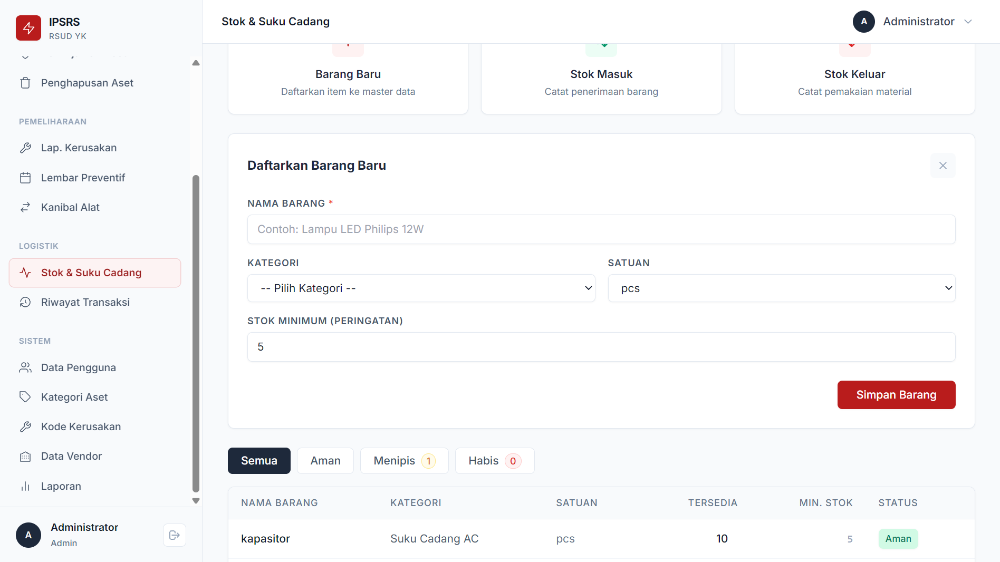 IPSRS
RSUD YK
Penghapusan Aset
PEMELIHARAAN
Lap. Kerusakan
Lembar Preventif
Kanibal Alat
LOGISTIK
Stok & Suku Cadang
Riwayat Transaksi
SISTEM
Data Pengguna
Kategori Aset
Kode Kerusakan
Data Vendor
Laporan
A
Administrator
Admin
Stok & Suku Cadang
A
Administrator
Barang Baru
Daftarkan item ke master data
Stok Masuk
Catat penerimaan barang
Stok Keluar
Catat pemakaian material
Daftarkan Barang Baru
NAMA BARANG *
Contoh: Lampu LED Philips 12W
KATEGORI
SATUAN
-- Pilih Kategori --
pcs
STOK MINIMUM (PERINGATAN)
5
Simpan Barang
Semua
Aman
Menipis 1
Habis 0
NAMA BARANG KATEGORI SATUAN TERSEDIA MIN. STOK STATUS
kapasitor Suku Cadang AC pcs 10 5 Aman